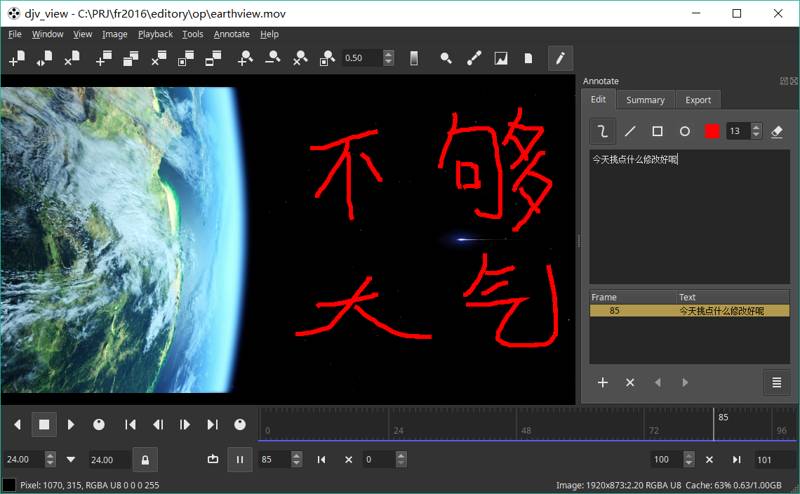 djv_view - C:\PRJ\fr2016\editory\op\earthview.mov
File Window View Image Playback Tools Annotate Help
0.50
Annotate
Edit Summary Export
13
今天挑点什么修改好呢
Frame Text
85 今天挑点什么修改好呢
不够
大气
0 24 48 72 85 96
24.00 24.00 85 0 100 101
Pixel: 1070, 315, RGBA U8 0 0 0 255
Image: 1920x873:2.20 RGBA U8 Cache: 63% 0.63/1.00GB